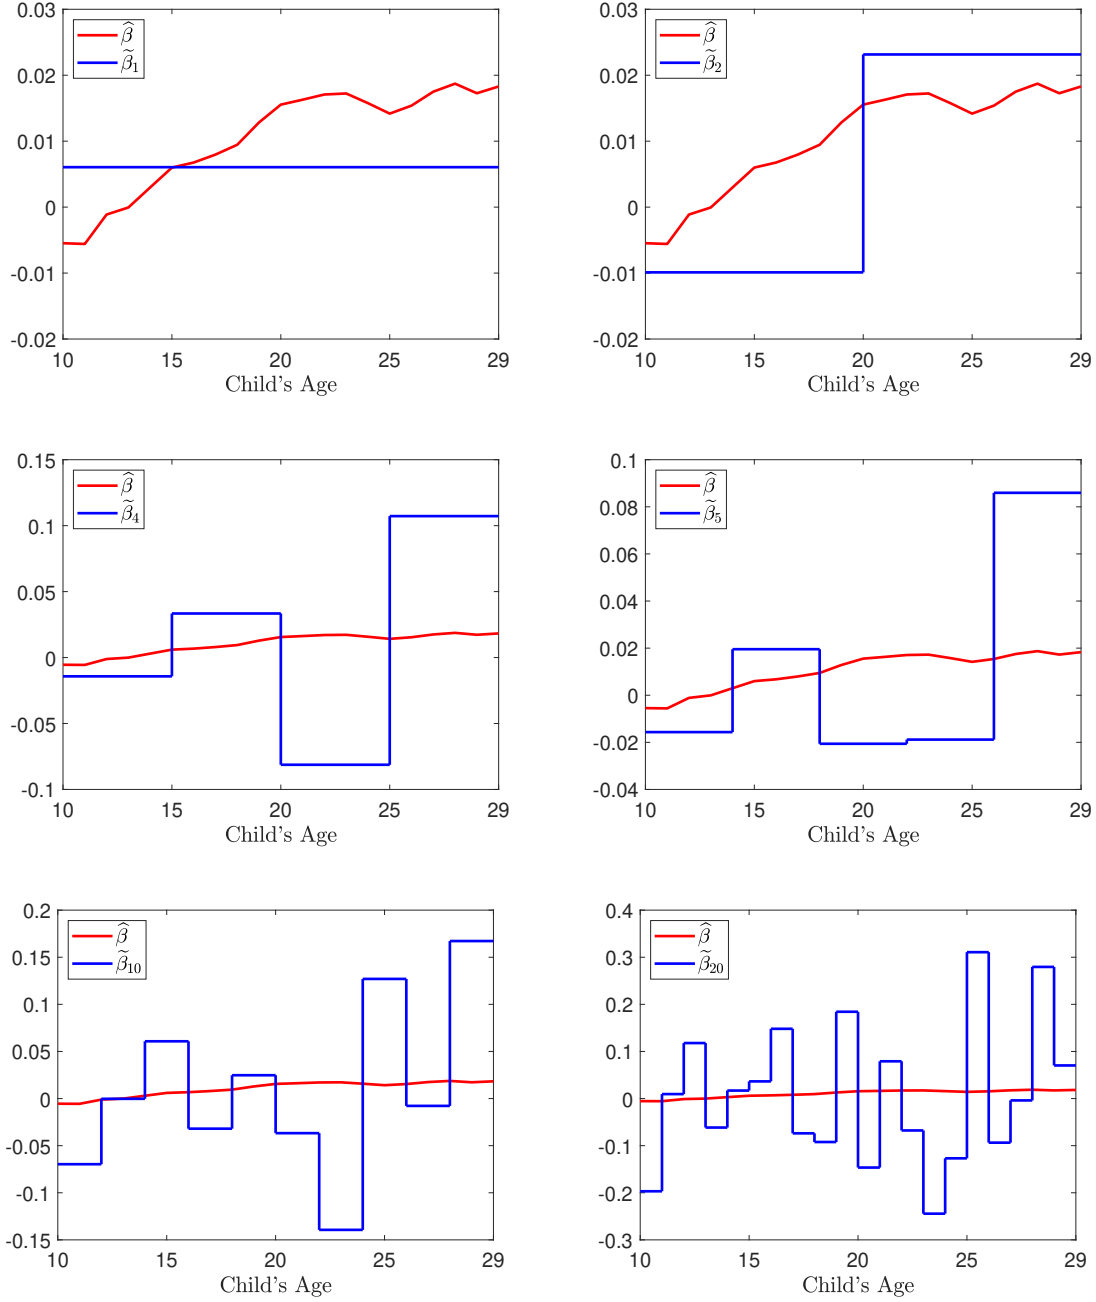 0.03
0.02
0.01
0
-0.01
-0.02
10 15 20 25 29
Child's Age
β̂
β̃₁
0.03
0.02
0.01
0
-0.01
-0.02
10 15 20 25 29
Child's Age
β̂
β̃₂
0.15
0.1
0.05
0
-0.05
-0.1
10 15 20 25 29
Child's Age
β̂
β̃₄
0.1
0.08
0.06
0.04
0.02
0
-0.02
-0.04
10 15 20 25 29
Child's Age
β̂
β̃₅
0.2
0.15
0.1
0.05
0
-0.05
-0.1
-0.15
10 15 20 25 29
Child's Age
β̂
β̃₁₀
0.4
0.3
0.2
0.1
0
-0.1
-0.2
-0.3
10 15 20 25 29
Child's Age
β̂
β̃₂₀